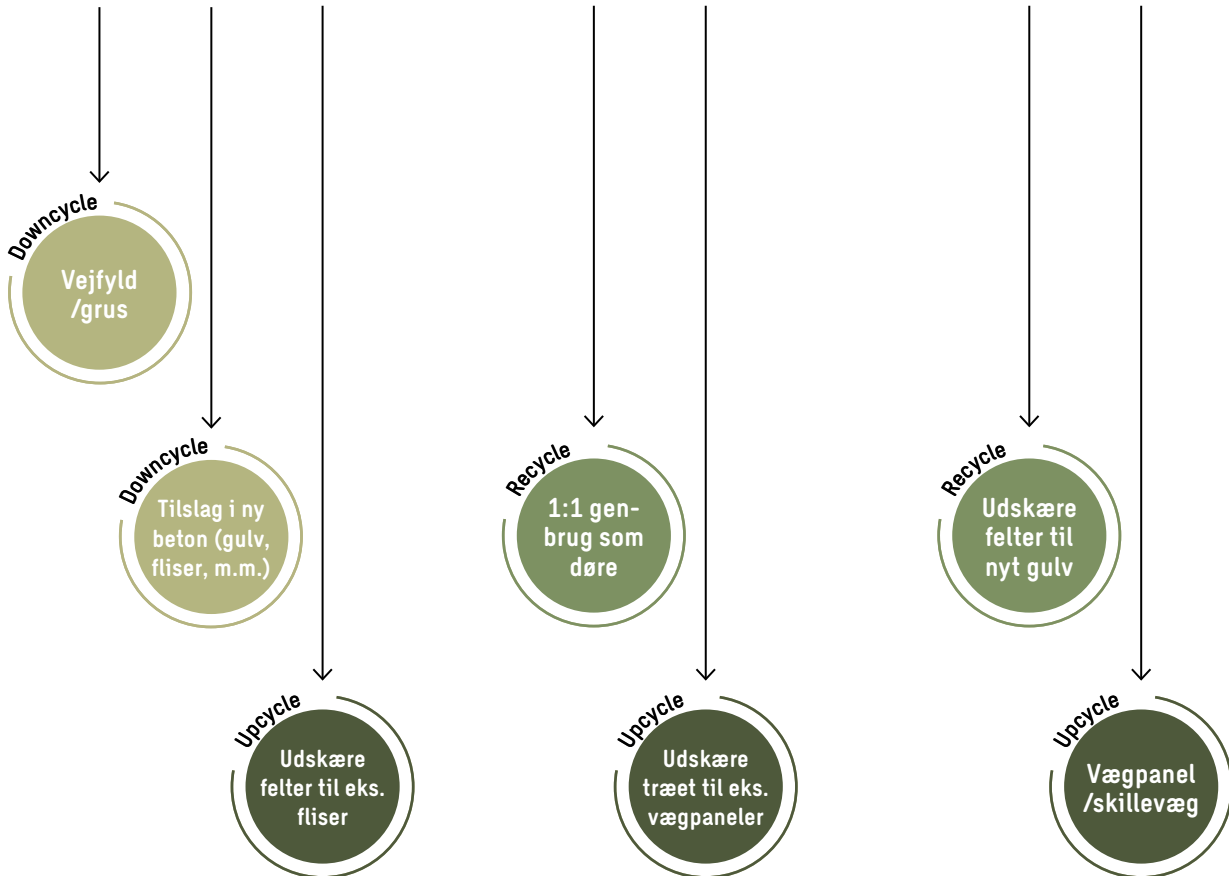 Downcycle
Vejfyld
/grus
Downcycle
Tilslag i ny
beton (gulv,
fliser, m.m.)
Recycle
1:1 gen-
brug som
døre
Recycle
Udskære
felter til
nyt gulv
Upcycle
Udskære
felter til eks.
fliser
Upcycle
Udskære
træet til eks.
vægpaneler
Upcycle
Vægpanel
/skillevæg